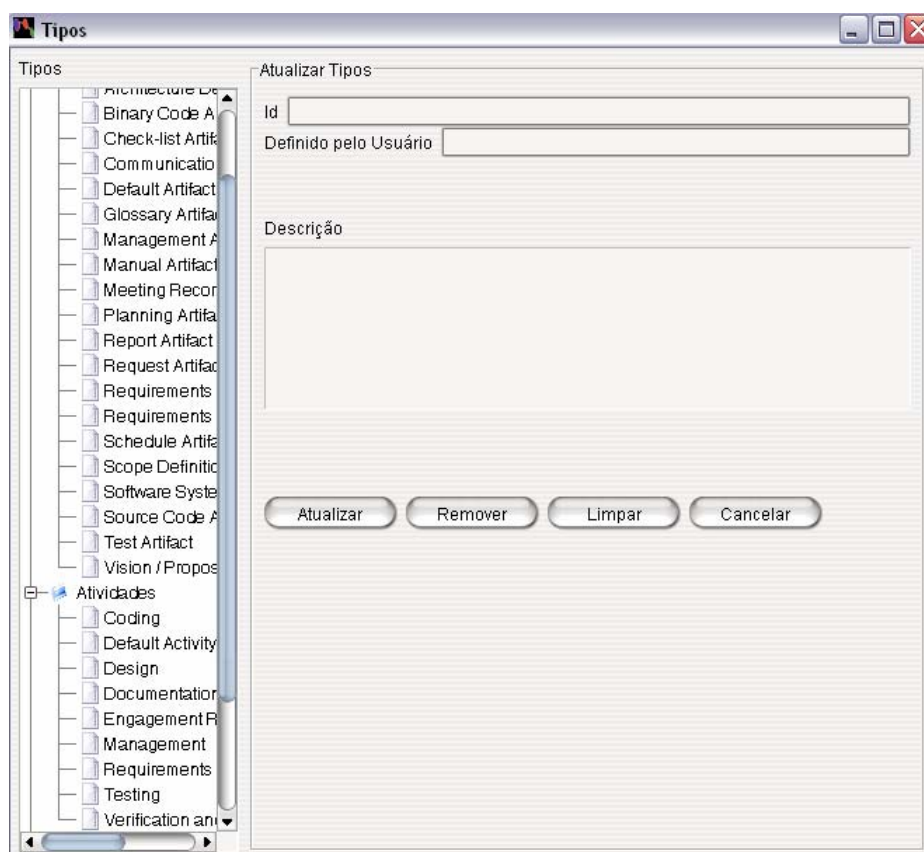 Tipos
Tipos
Binary Code A
Check-list Artifa
Communicatio
Default Artifact
Glossary Artifa
Management A
Manual Artifact
Meeting Recor
Planning Artifa
Report Artifact
Request Artifac
Requirements
Requirements
Schedule Artifa
Scope Definitio
Software Syste
Source Code A
Test Artifact
Vision / Propos
Atividades
Coding
Default Activity
Design
Documentation
Engagement R
Management
Requirements
Testing
Verification and
Atualizar Tipos
Id
Definido pelo Usuário
Descrição
Atualizar Remover Limpar Cancelar